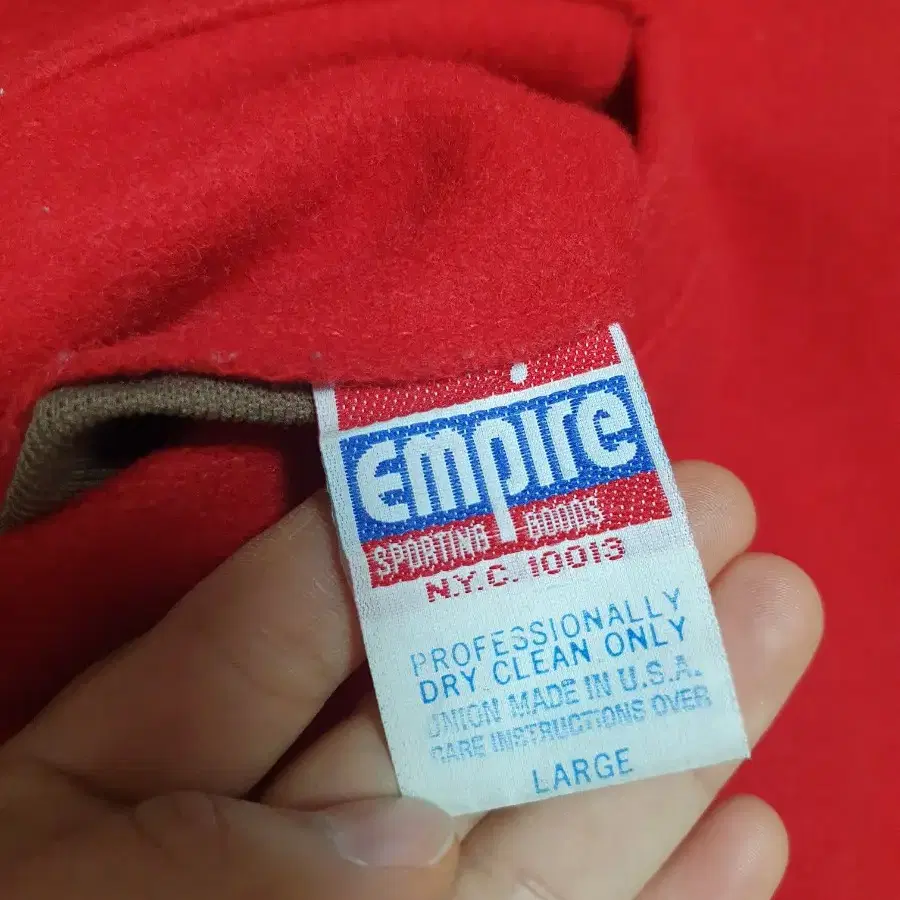 Empire
SPORTING GOODS
N.Y.C. 10013
PROFESSIONALLY
DRY CLEAN ONLY
UNION MADE IN U.S.A.
CARE INSTRUCTIONS OVER
LARGE